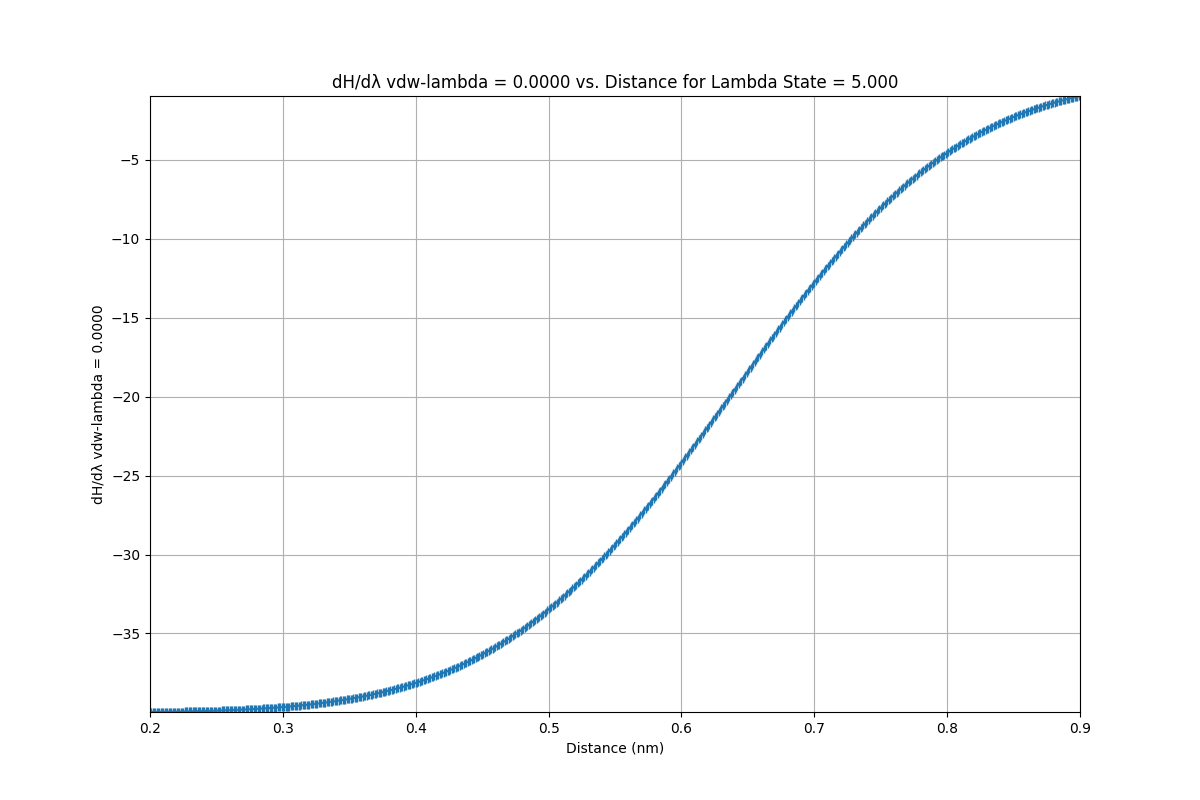 dH/dλ vdw-lambda = 0.0000 vs. Distance for Lambda State = 5.000
dH/dλ vdw-lambda = 0.0000
−5
−10
−15
−20
−25
−30
−35
0.2 0.3 0.4 0.5 0.6 0.7 0.8 0.9
Distance (nm)